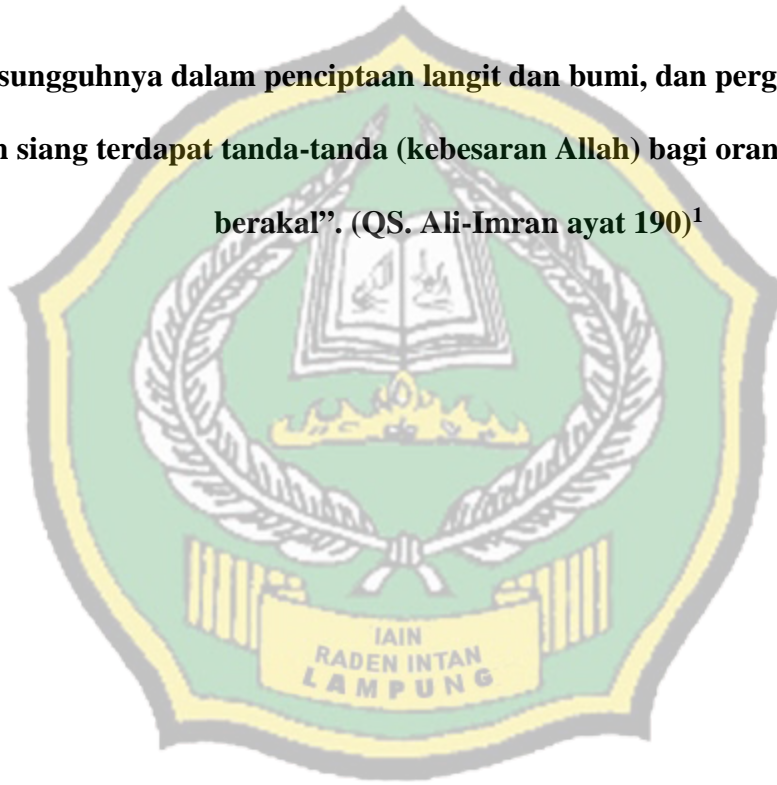 sungguhnya dalam penciptaan langit dan bumi, dan perg
siang terdapat tanda-tanda (kebesaran Allah) bagi oran
berakal”. (QS. Ali-Imran ayat 190)¹
IAIN
RADEN INTAN
LAMPUNG